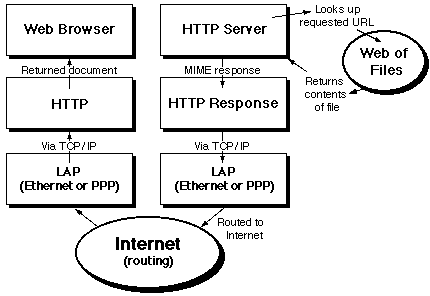 Web Browser
HTTP Server
Looks up
requested URL
Web of
Files
Returned document
MIME response
Returns
contents
of file
HTTP
HTTP Response
Via TCP/IP
Via TCP/IP
LAP
(Ethernet or PPP)
LAP
(Ethernet or PPP)
Routed to
Internet
Internet
(routing)